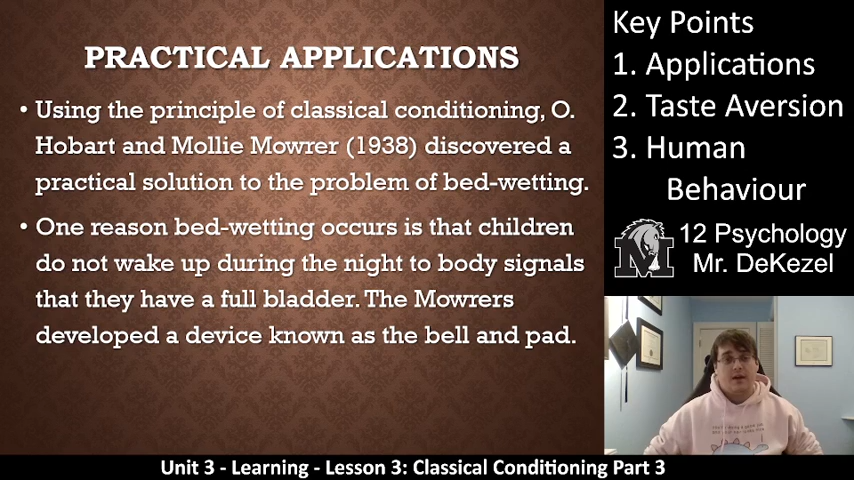 PRACTICAL APPLICATIONS
• Using the principle of classical conditioning, O.
Hobart and Mollie Mowrer (1938) discovered a
practical solution to the problem of bed-wetting.
• One reason bed-wetting occurs is that children
do not wake up during the night to body signals
that they have a full bladder. The Mowrers
developed a device known as the bell and pad.
Key Points
1. Applications
2. Taste Aversion
3. Human
Behaviour
M
12 Psychology
Mr. DeKezel
Unit 3 - Learning - Lesson 3: Classical Conditioning Part 3